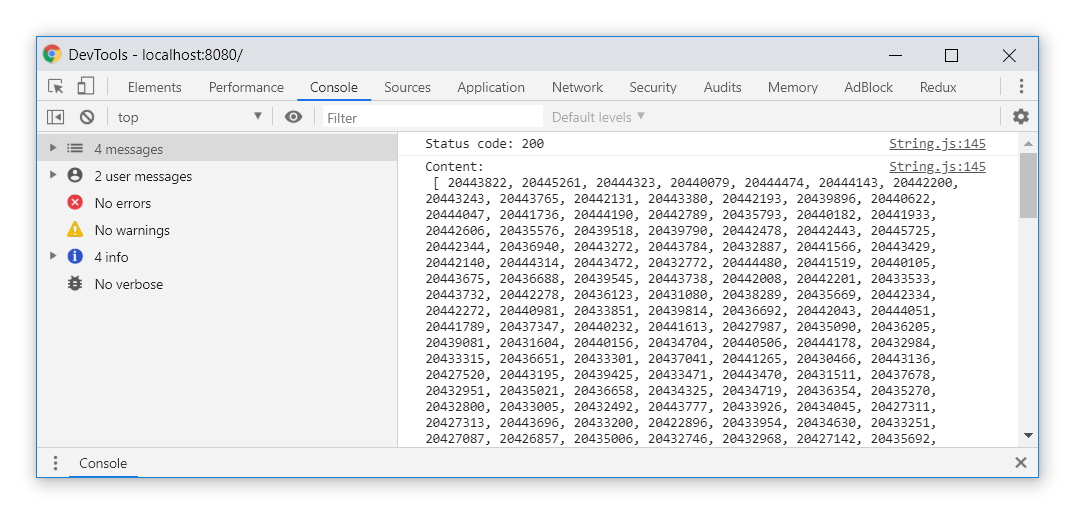 DevTools - localhost:8080/
Elements Performance Console Sources Application Network Security Audits Memory AdBlock Redux
top Filter Default levels
4 messages
2 user messages
No errors
No warnings
4 info
No verbose
Status code: 200 String.js:145
Content: String.js:145
[ 20443822, 20445261, 20444323, 20440079, 20444474, 20444143, 20442200,
20443243, 20443765, 20442131, 20443380, 20442193, 20439896, 20440622,
20444047, 20441736, 20444190, 20442789, 20435793, 20440182, 20441933,
20442606, 20435576, 20439518, 20439790, 20442478, 20442443, 20445725,
20442344, 20436940, 20443272, 20443784, 20432887, 20441566, 20443429,
20442140, 20444314, 20443472, 20432772, 20444480, 20441519, 20440105,
20443675, 20436688, 20439545, 20443738, 20442008, 20442201, 20433533,
20443732, 20442278, 20436123, 20431080, 20438289, 20435669, 20442334,
20442272, 20440981, 20433851, 20439814, 20436692, 20442043, 20444051,
20441789, 20437347, 20440232, 20441613, 20427987, 20435090, 20436205,
20439081, 20431604, 20440156, 20434704, 20440506, 20444178, 20432984,
20433315, 20436651, 20433301, 20437041, 20441265, 20430466, 20443136,
20427520, 20443195, 20439425, 20433471, 20443470, 20431511, 20437678,
20432951, 20435021, 20436658, 20434325, 20434719, 20436354, 20435270,
20432800, 20433005, 20432492, 20443777, 20433926, 20434045, 20427311,
20427313, 20443696, 20433200, 20422896, 20433954, 20434630, 20433251,
20427087, 20426857, 20435006, 20432746, 20432968, 20427142, 20435692,
Console